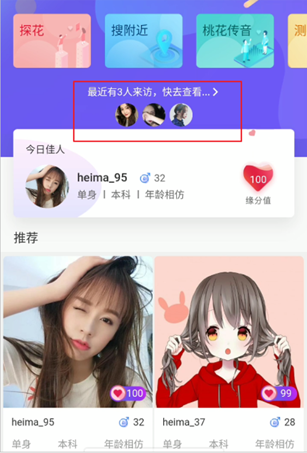 探花 搜附近 桃花传音 测
最近有3人来访，快去查看...
今日佳人
heima_95 32
单身 | 本科 | 年龄相仿
100
缘分值
推荐
100 99
heima_95 32 heima_37 28
单身 本科 年龄相仿 单身 本科 年龄相仿